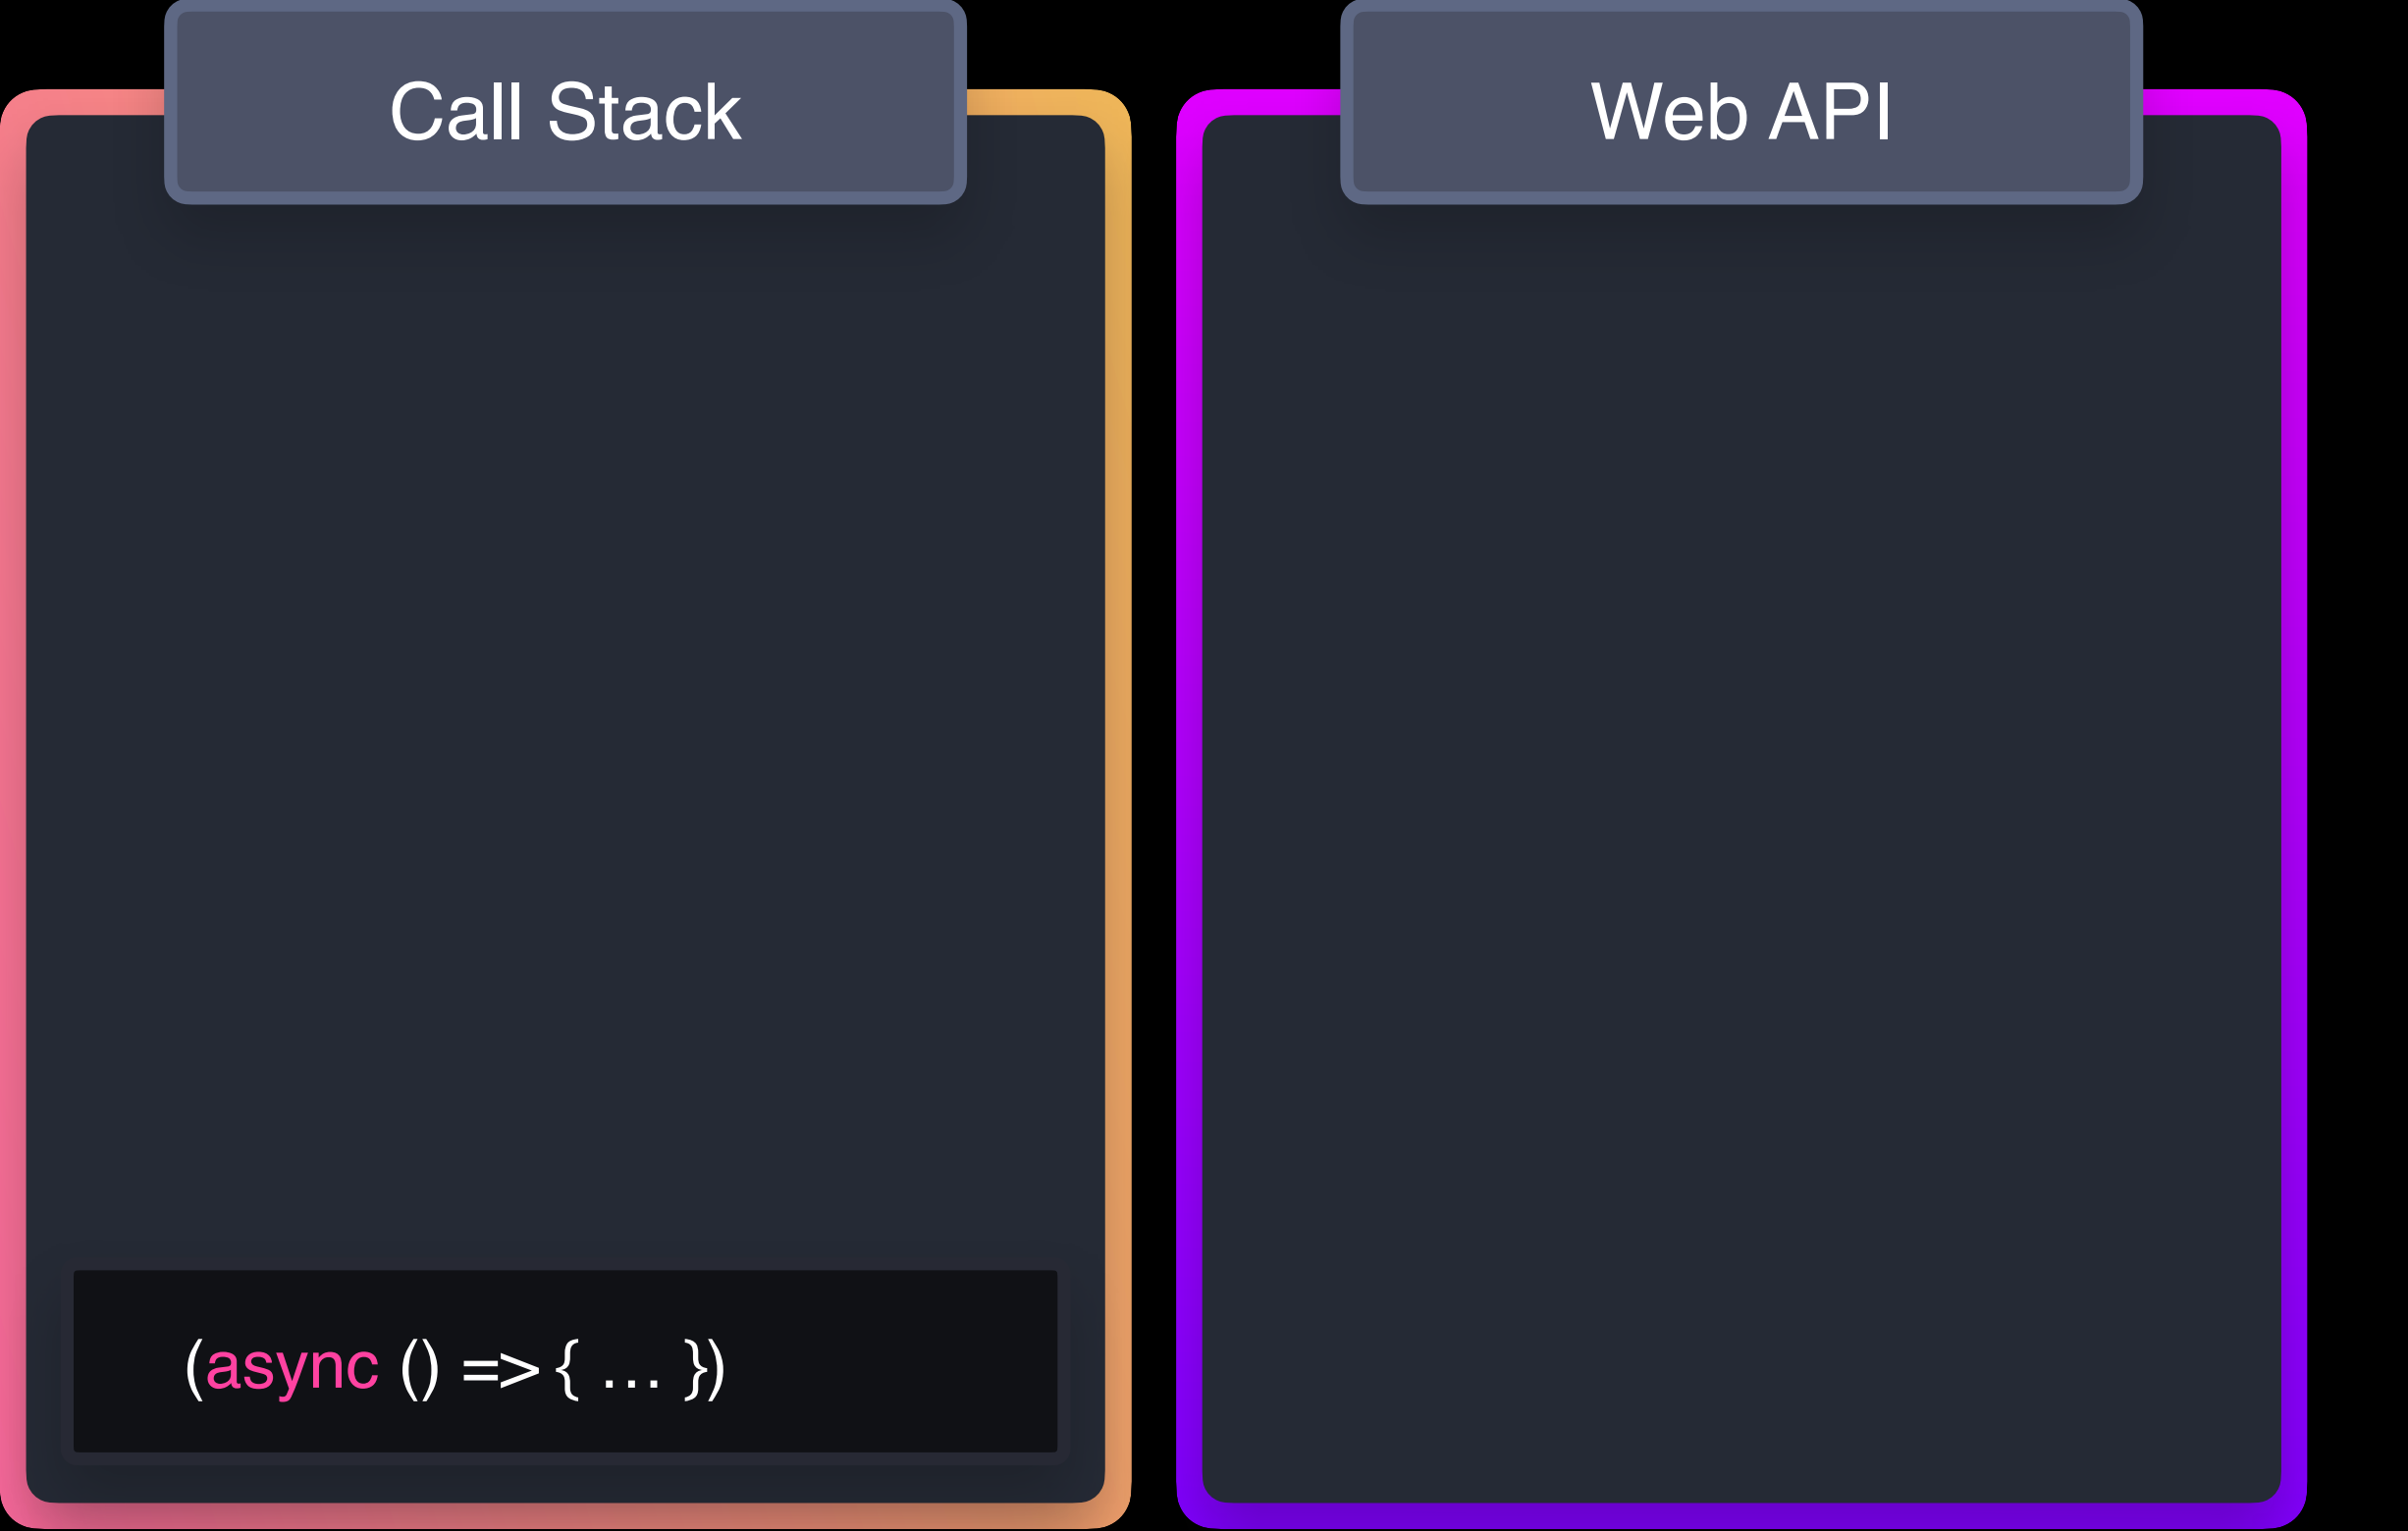 Call Stack
Web API
(async () => { ... })